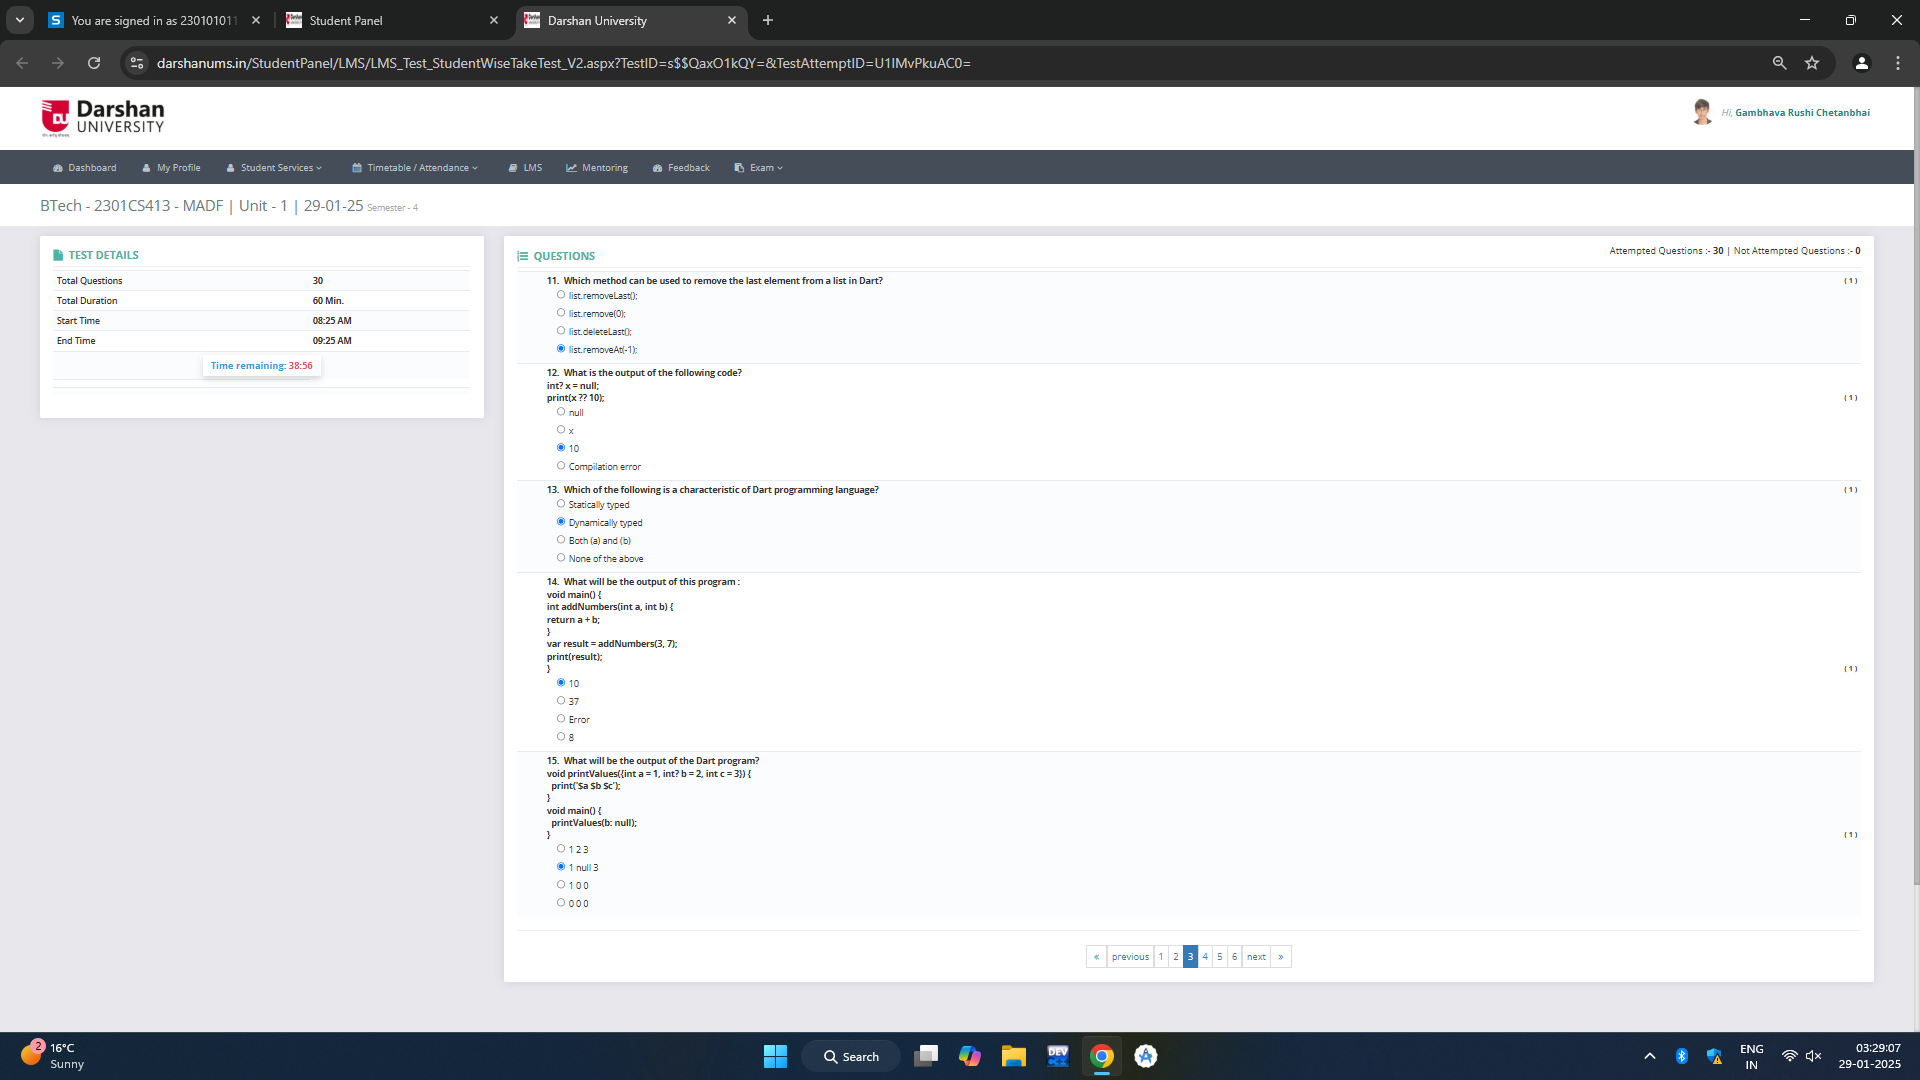 You are signed in as 230101011
Student Panel
Darshan University
darshanums.in/StudentPanel/LMS/LMS_Test_StudentWiseTakeTest_V2.aspx?TestID=s$$QaxO1kQY=&TestAttemptID=U1IMvPkuAC0=
Darshan
UNIVERSITY
Hi, Gambhava Rushi Chetanbhai
Dashboard My Profile Student Services Timetable / Attendance LMS Mentoring Feedback Exam
BTech - 2301CS413 - MADF | Unit - 1 | 29-01-25 Semester - 4
TEST DETAILS
Total Questions 30
Total Duration 60 Min.
Start Time 08:25 AM
End Time 09:25 AM
Time remaining: 38:56
QUESTIONS
Attempted Questions :- 30 | Not Attempted Questions :- 0
11. Which method can be used to remove the last element from a list in Dart? ( 1 )
list.removeLast();
list.remove(0);
list.deleteLast();
list.removeAt(-1);
12. What is the output of the following code?
int? x = null;
print(x ?? 10); ( 1 )
null
x
10
Compilation error
13. Which of the following is a characteristic of Dart programming language? ( 1 )
Statically typed
Dynamically typed
Both (a) and (b)
None of the above
14. What will be the output of this program :
void main() {
int addNumbers(int a, int b) {
return a + b;
}
var result = addNumbers(3, 7);
print(result);
} ( 1 )
10
37
Error
8
15. What will be the output of the Dart program?
void printValues({int a = 1, int? b = 2, int c = 3}) {
print('$a $b $c');
}
void main() {
printValues(b: null);
} ( 1 )
1 2 3
1 null 3
1 0 0
0 0 0
« previous 1 2 3 4 5 6 next »
2
16°C
Sunny
Search
DEV
ENG
IN
03:29:07
29-01-2025